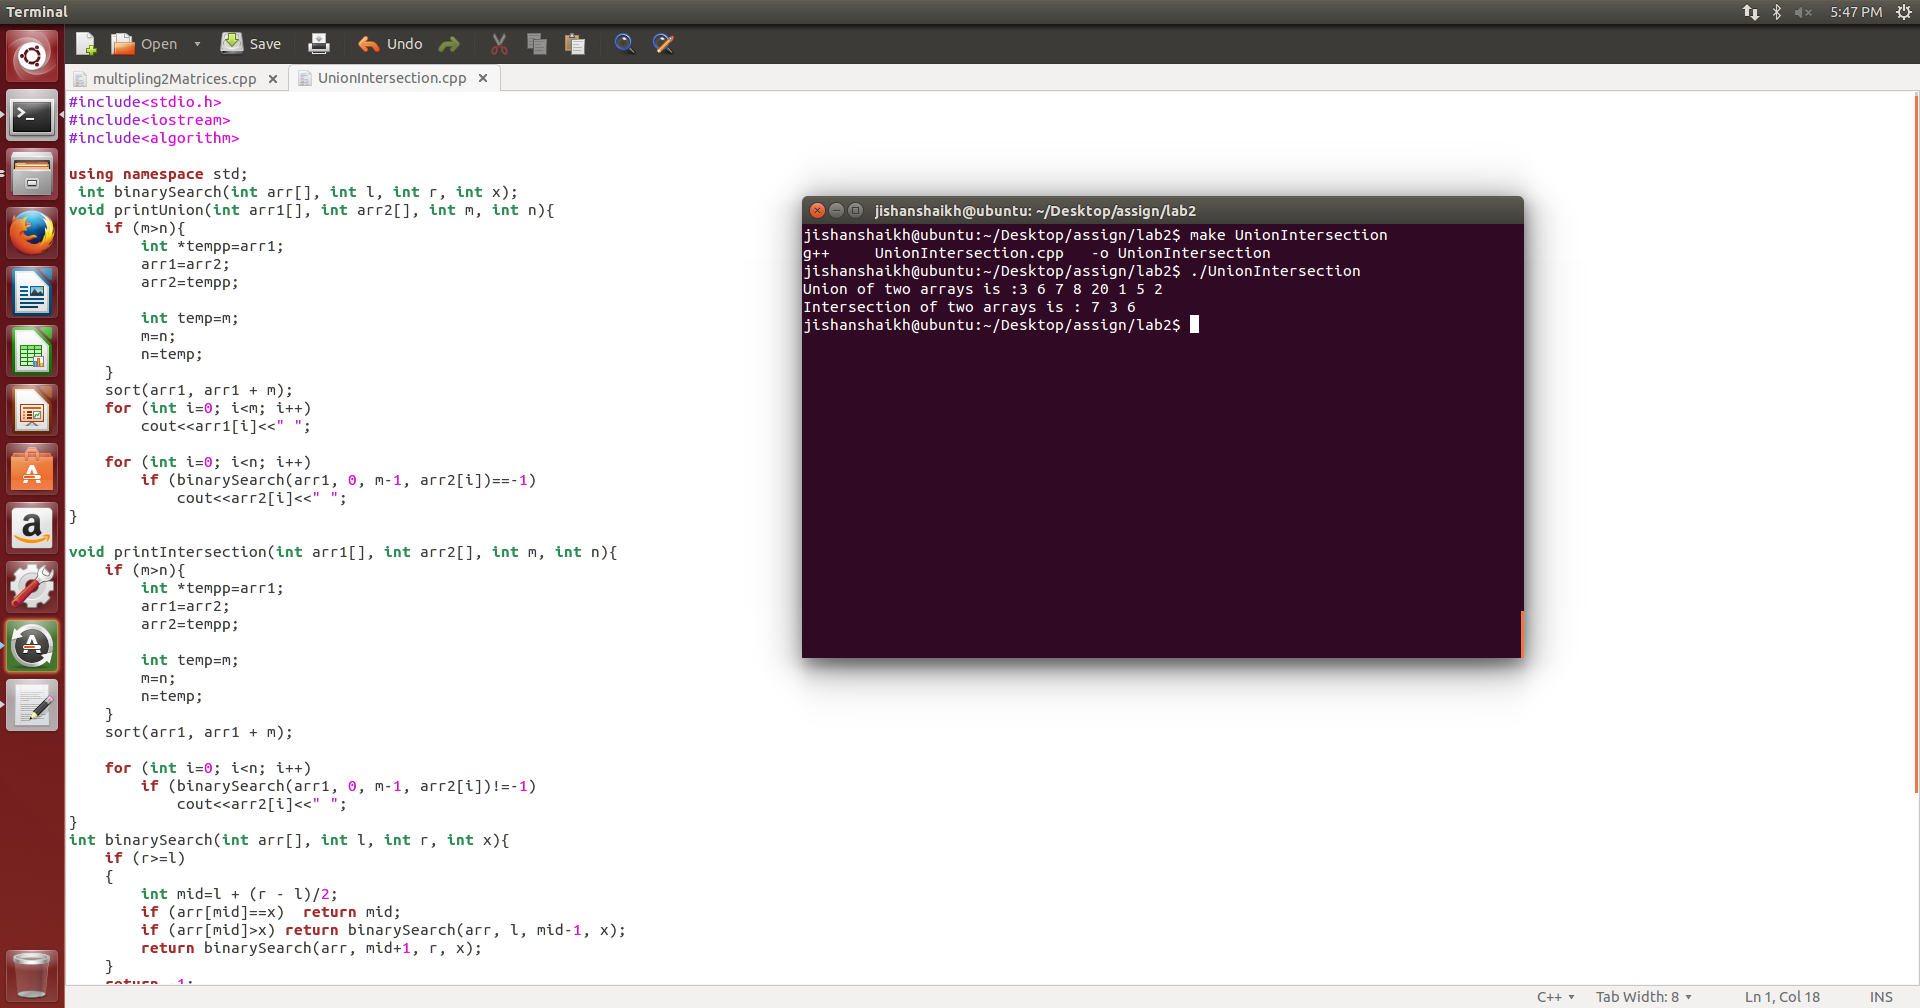 Terminal
5:47 PM
Open
Save
Undo
multipling2Matrices.cpp
UnionIntersection.cpp
#include<stdio.h>
#include<iostream>
#include<algorithm>
using namespace std;
 int binarySearch(int arr[], int l, int r, int x);
void printUnion(int arr1[], int arr2[], int m, int n){
    if (m>n){
        int *tempp=arr1;
        arr1=arr2;
        arr2=tempp;
        int temp=m;
        m=n;
        n=temp;
    }
    sort(arr1, arr1 + m);
    for (int i=0; i<m; i++)
        cout<<arr1[i]<<" ";
    for (int i=0; i<n; i++)
        if (binarySearch(arr1, 0, m-1, arr2[i])==-1)
            cout<<arr2[i]<<" ";
}
void printIntersection(int arr1[], int arr2[], int m, int n){
    if (m>n){
        int *tempp=arr1;
        arr1=arr2;
        arr2=tempp;
        int temp=m;
        m=n;
        n=temp;
    }
    sort(arr1, arr1 + m);
    for (int i=0; i<n; i++)
        if (binarySearch(arr1, 0, m-1, arr2[i])!=-1)
            cout<<arr2[i]<<" ";
}
int binarySearch(int arr[], int l, int r, int x){
    if (r>=l)
    {
        int mid=l + (r - l)/2;
        if (arr[mid]==x)  return mid;
        if (arr[mid]>x) return binarySearch(arr, l, mid-1, x);
        return binarySearch(arr, mid+1, r, x);
    }
    return -1;
jishanshaikh@ubuntu: ~/Desktop/assign/lab2
jishanshaikh@ubuntu:~/Desktop/assign/lab2$ make UnionIntersection
g++     UnionIntersection.cpp   -o UnionIntersection
jishanshaikh@ubuntu:~/Desktop/assign/lab2$ ./UnionIntersection
Union of two arrays is :3 6 7 8 20 1 5 2
Intersection of two arrays is : 7 3 6
jishanshaikh@ubuntu:~/Desktop/assign/lab2$
C++ Tab Width: 8 Ln 1, Col 18 INS